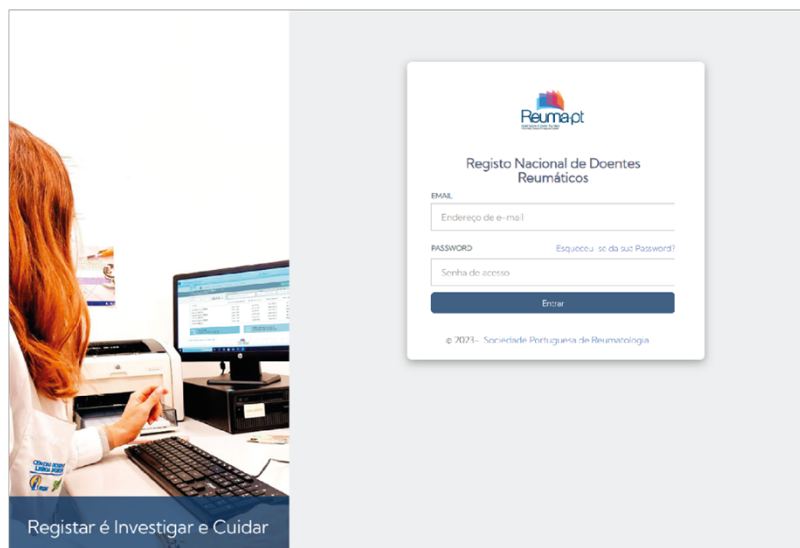 Reuma.pt
Registo Nacional de Doentes
Reumáticos
EMAIL
Endereço de e-mail
PASSWORD
Esqueceu-se da sua Password?
Senha de acesso
Entrar
© 2023- Sociedade Portuguesa de Reumatologia
Registar é Investigar e Cuidar